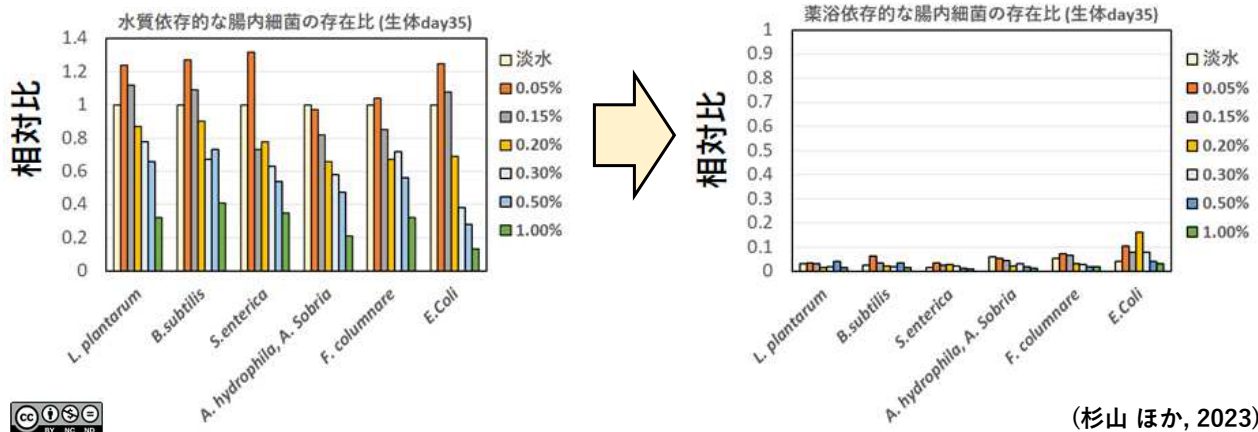 水質依存的な腸内細菌の存在比 (生体day35)
相対比
1.4
1.2
1
0.8
0.6
0.4
0.2
0
L. plantarum
B.subtilis
S.enterica
A. hydrophila, A. Sobria
F. columnare
E.Coli
淡水
0.05%
0.15%
0.20%
0.30%
0.50%
1.00%
薬浴依存的な腸内細菌の存在比 (生体day35)
相対比
1
0.9
0.8
0.7
0.6
0.5
0.4
0.3
0.2
0.1
0
L. plantarum
B.subtilis
S.enterica
A. hydrophila, A. Sobria
F. columnare
E.Coli
淡水
0.05%
0.15%
0.20%
0.30%
0.50%
1.00%
cc
BY NC ND
(杉山 ほか, 2023)